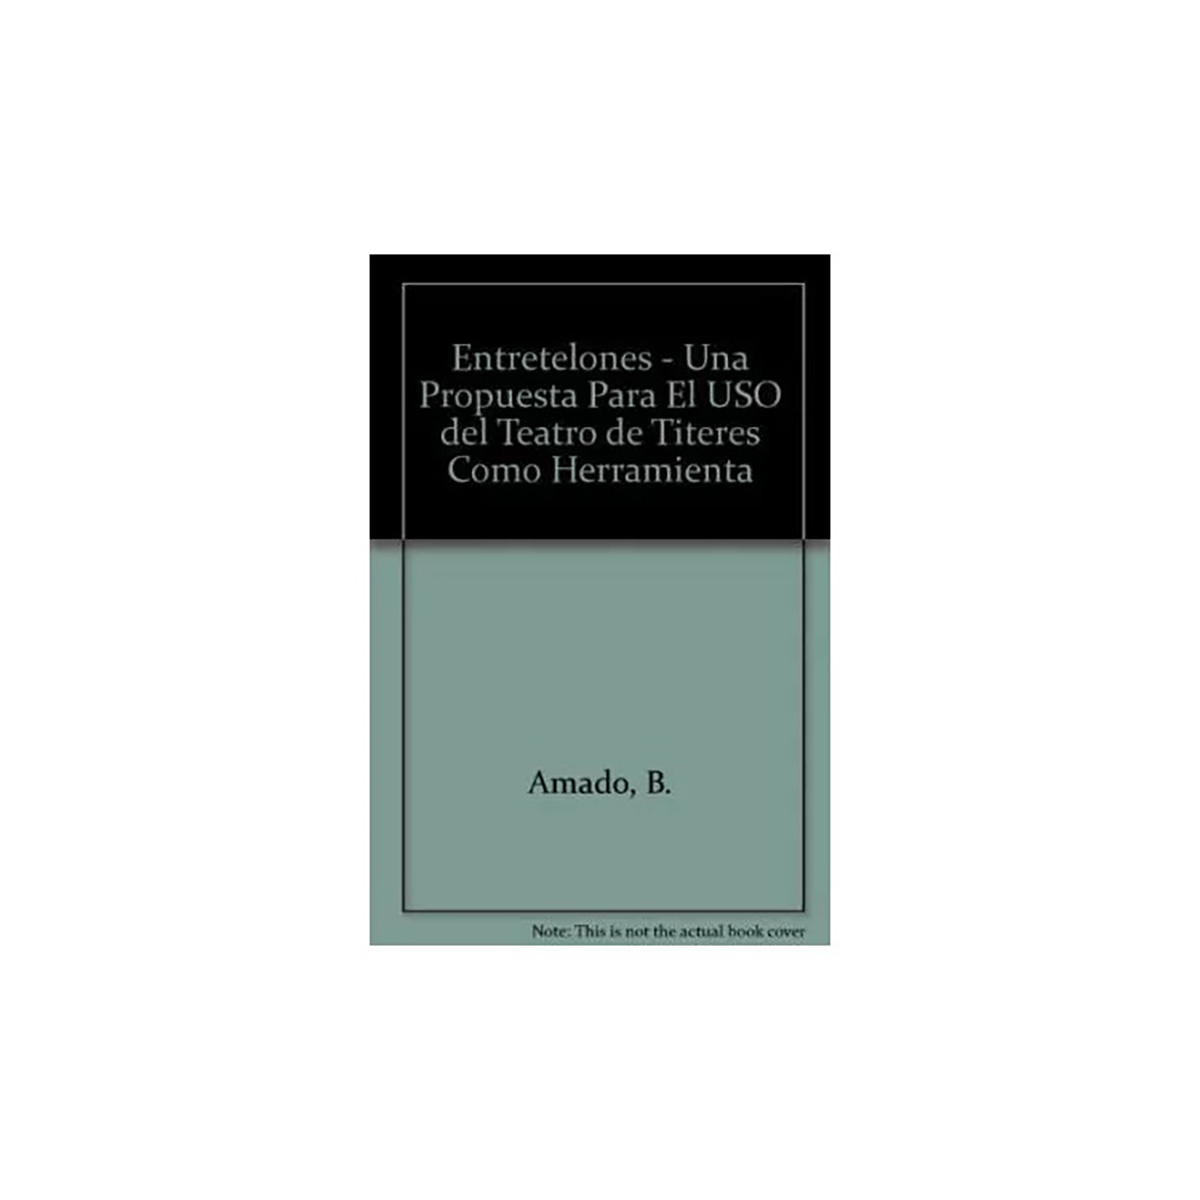 Entretelones - Una
Propuesta Para El USO
del Teatro de Titeres
Como Herramienta
Amado, B.
Note: This is not the actual book cover